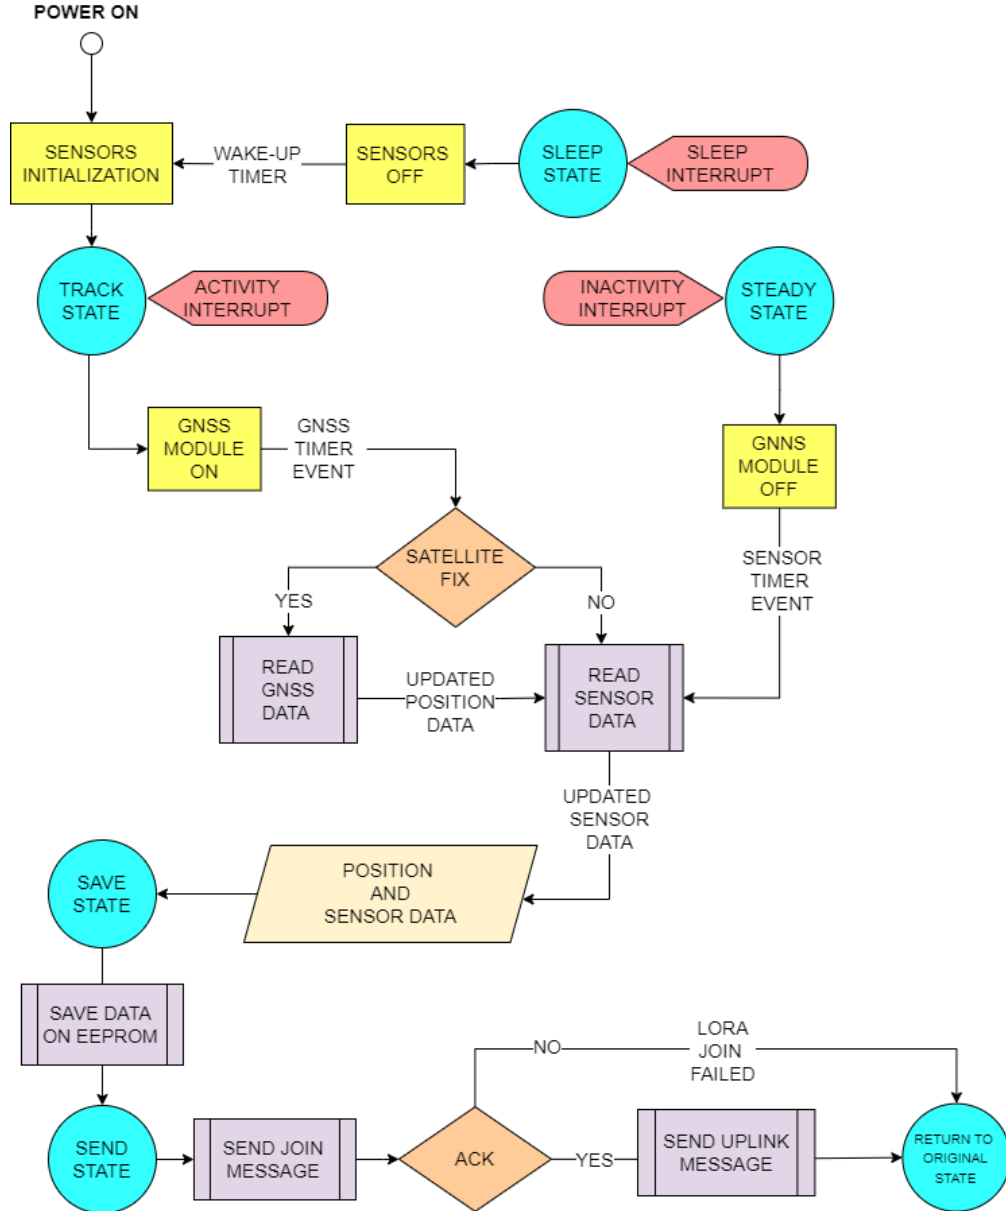 POWER ON
SENSORS
INITIALIZATION
WAKE-UP
TIMER
SENSORS
OFF
SLEEP
STATE
SLEEP
INTERRUPT
TRACK
STATE
ACTIVITY
INTERRUPT
INACTIVITY
INTERRUPT
STEADY
STATE
GNSS
MODULE
ON
GNSS
TIMER
EVENT
GNNS
MODULE
OFF
SATELLITE
FIX
SENSOR
TIMER
EVENT
YES
NO
READ
GNSS
DATA
UPDATED
POSITION
DATA
READ
SENSOR
DATA
UPDATED
SENSOR
DATA
POSITION
AND
SENSOR DATA
SAVE
STATE
SAVE DATA
ON EEPROM
NO
LORA
JOIN
FAILED
SEND
STATE
SEND JOIN
MESSAGE
ACK
YES
SEND UPLINK
MESSAGE
RETURN TO
ORIGINAL
STATE